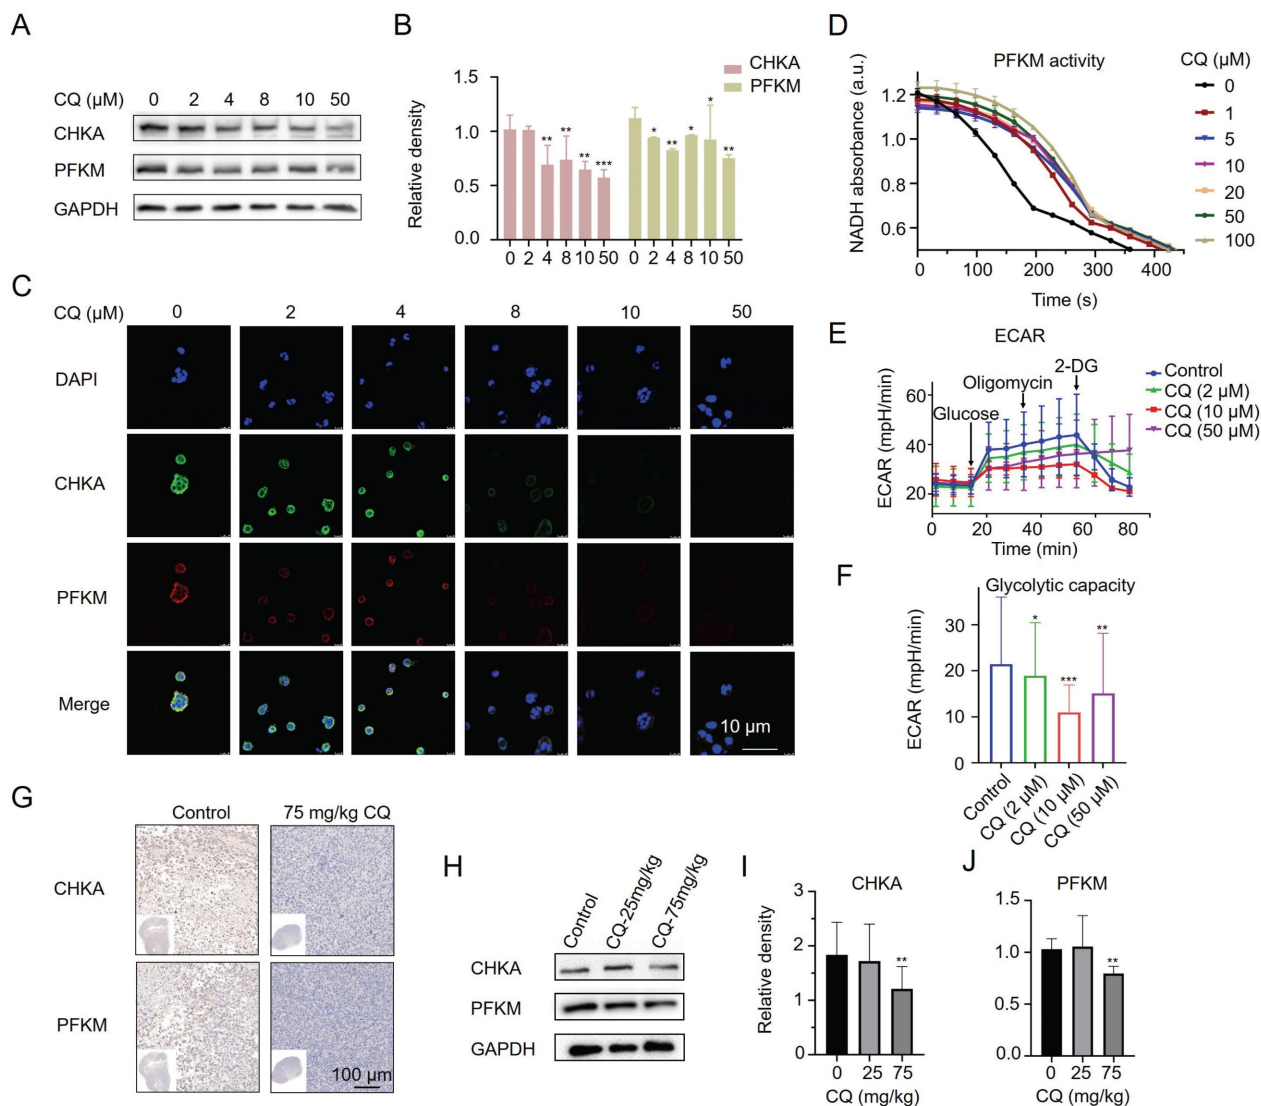 A
CQ (µM) 0 2 4 8 10 50
CHKA
PFKM
GAPDH
B
CHKA
PFKM
Relative density
1.5
1.0
0.5
0.0
** ** ** *** * ** * * **
0 2 4 8 10 50 0 2 4 8 10 50
C
CQ (µM) 0 2 4 8 10 50
DAPI
CHKA
PFKM
Merge
10 µm
D
PFKM activity
NADH absorbance (a.u.)
1.2
1.0
0.8
0.6
0 100 200 300 400
Time (s)
CQ (µM)
0
1
5
10
20
50
100
E
ECAR
2-DG
Oligomycin
Glucose
ECAR (mpH/min)
60
40
20
0 20 40 60 80
Time (min)
Control
CQ (2 µM)
CQ (10 µM)
CQ (50 µM)
F
Glycolytic capacity
ECAR (mpH/min)
30
20
10
0
* *** **
Control CQ (2 µM) CQ (10 µM) CQ (50 µM)
G
Control 75 mg/kg CQ
CHKA
PFKM
100 µm
H
Control CQ-25mg/kg CQ-75mg/kg
CHKA
PFKM
GAPDH
I
CHKA
Relative density
3
2
1
0
**
0 25 75
CQ (mg/kg)
J
PFKM
1.5
1.0
0.5
0.0
**
0 25 75
CQ (mg/kg)